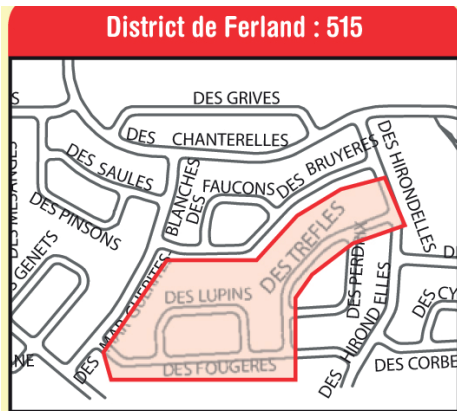 District de Ferland : 515
DES GRIVES
DES CHANTERELLES
DES SAULES
DES BRUYERES
DES HIRONDELLES
DES MESANGES
DES PINSONS
BLANCHES
DES FAUCONS
GENETS
DES TREFLES
DES PERDRIX
DES MARGUERITES
DES LUPINS
DES HIRONDELLES
DES CY
DES FOUGERES
DES CORBE
NE